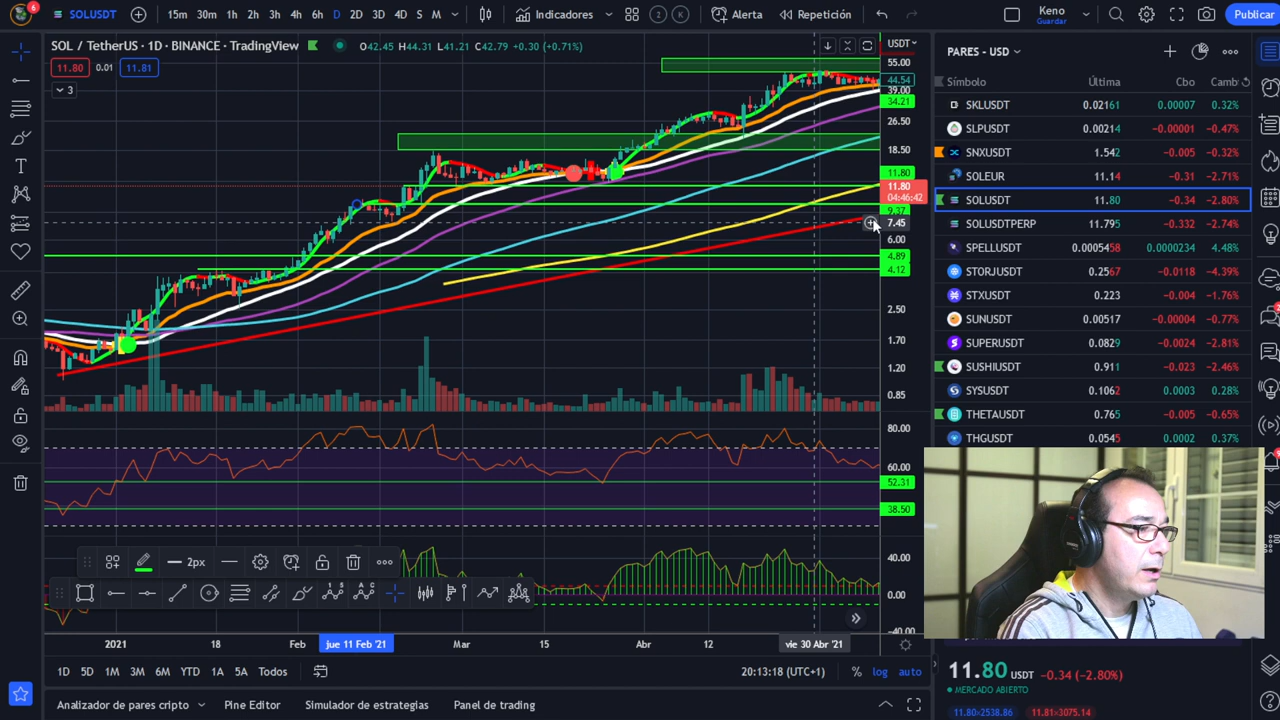 6
SOLUSDT
15m 30m 1h 2h 3h 4h 6h D 2D 3D 4D S M
Indicadores
2
K
Alerta
Repetición
Keno
Guardar
Publicar
SOL / TetherUS · 1D · BINANCE · TradingView
O42.45 H44.31 L41.21 C42.79 +0.30 (+0.71%)
USDT
11.80
0.01
11.81
3
55.00
44.54
39.00
34.21
26.50
18.50
11.80
11.80
04:46:42
9.37
7.45
6.00
4.89
4.12
2.50
1.70
1.20
0.85
80.00
60.00
52.31
38.50
40.00
0.00
−40.00
2px
2021
18
Feb
jue 11 Feb '21
Mar
15
Abr
12
vie 30 Abr '21
1D 5D 1M 3M 6M YTD 1A 5A Todos
20:13:18 (UTC+1)
%
log
auto
Analizador de pares cripto
Pine Editor
Simulador de estrategias
Panel de trading
PARES - USD
Símbolo Última Cbo Camb
SKLUSDT 0.02161 0.00007 0.32%
SLPUSDT 0.00214 −0.00001 −0.47%
SNXUSDT 1.542 −0.005 −0.32%
SOLEUR 11.14 −0.31 −2.71%
SOLUSDT 11.80 −0.34 −2.80%
SOLUSDTPERP 11.795 −0.332 −2.74%
SPELLUSDT 0.0005458 0.0000234 4.48%
STORJUSDT 0.2567 −0.0118 −4.39%
STXUSDT 0.223 −0.004 −1.76%
SUNUSDT 0.00517 −0.00004 −0.77%
SUPERUSDT 0.0829 −0.0024 −2.81%
SUSHIUSDT 0.911 −0.023 −2.46%
SYSUSDT 0.1062 0.0003 0.28%
THETAUSDT 0.765 −0.005 −0.65%
THGUSDT 0.0545 0.0002 0.37%
11.80 USDT −0.34 (−2.80%)
MERCADO ABIERTO
11.80×2538.86
11.81×3075.14